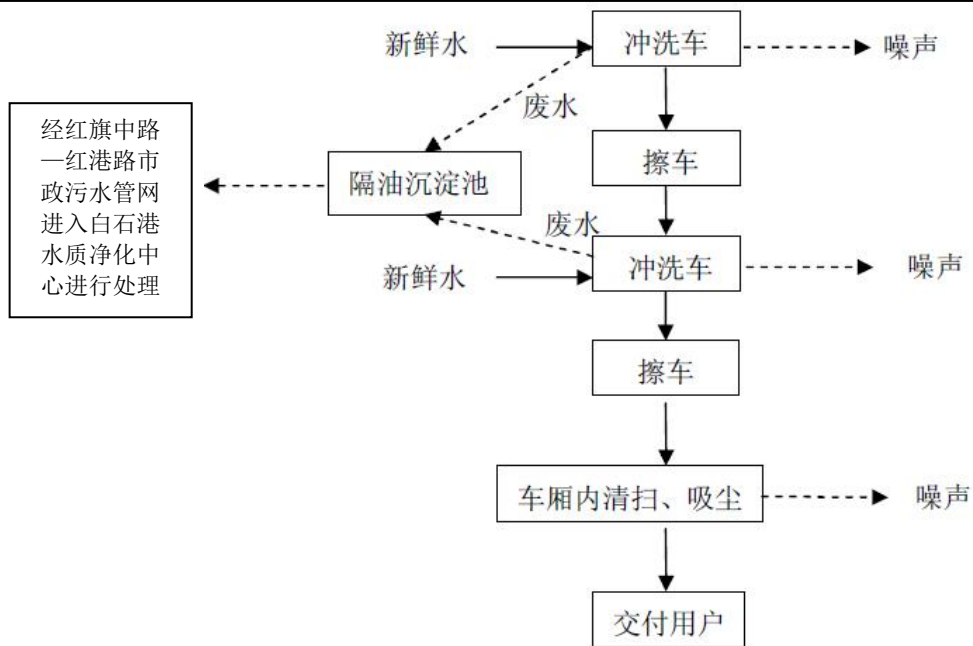 新鲜水
冲洗车
噪声
废水
经红旗中路
—红港路市
政污水管网
进入白石港
水质净化中
心进行处理
隔油沉淀池
擦车
废水
新鲜水
冲洗车
噪声
擦车
车厢内清扫、吸尘
噪声
交付用户